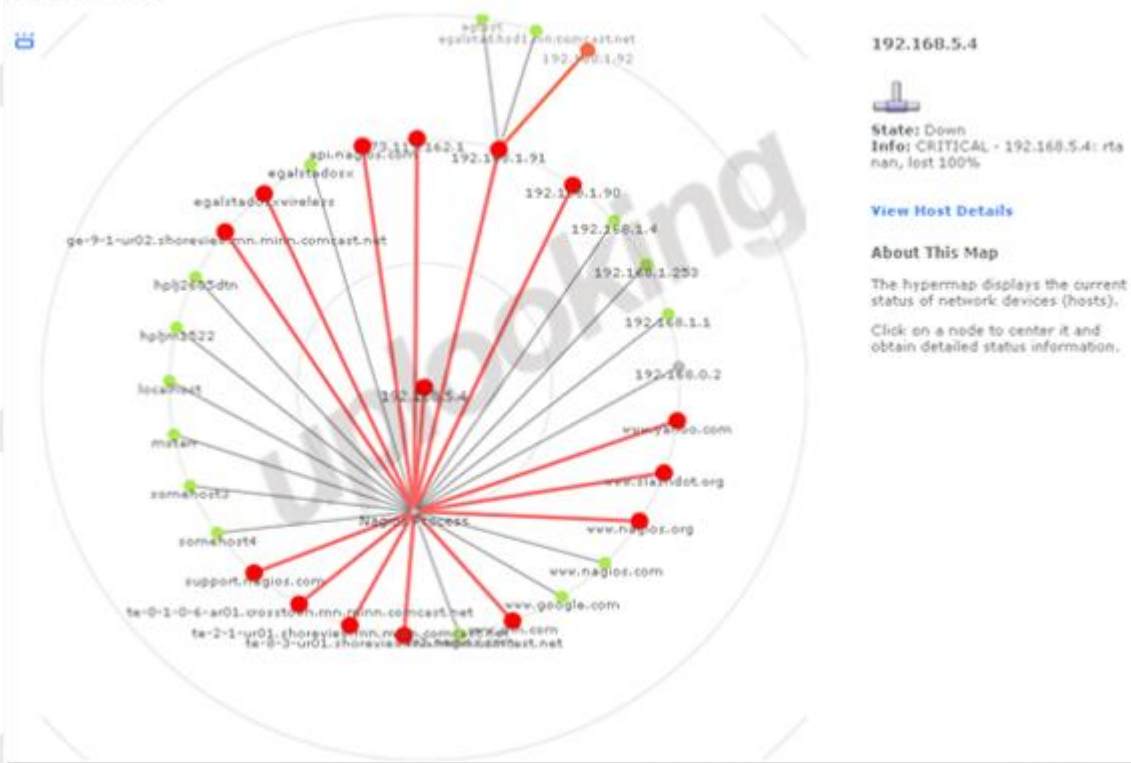 egalstad.hsd1.mn.comcast.net
192.168.1.92
api.nagios.com
192.168.1.91
egalstadosx
192.168.1.90
egalstadosxwireless
192.168.1.4
ge-9-1-ur02.shoreview.mn.minn.comcast.net
192.168.1.253
hplj2605dtn
192.168.1.1
192.168.0.2
localhost
192.168.5.4
www.yahoo.com
www.slashdot.org
somehost3
Nagios Process
www.nagios.org
somehost4
www.nagios.com
support.nagios.com
www.google.com
te-0-1-0-6-ar01.crosstown.mn.minn.comcast.net
unlooking
192.168.5.4
State: Down
Info: CRITICAL - 192.168.5.4: rta
nan, lost 100%
View Host Details
About This Map
The hypermap displays the current
status of network devices (hosts).
Click on a node to center it and
obtain detailed status information.